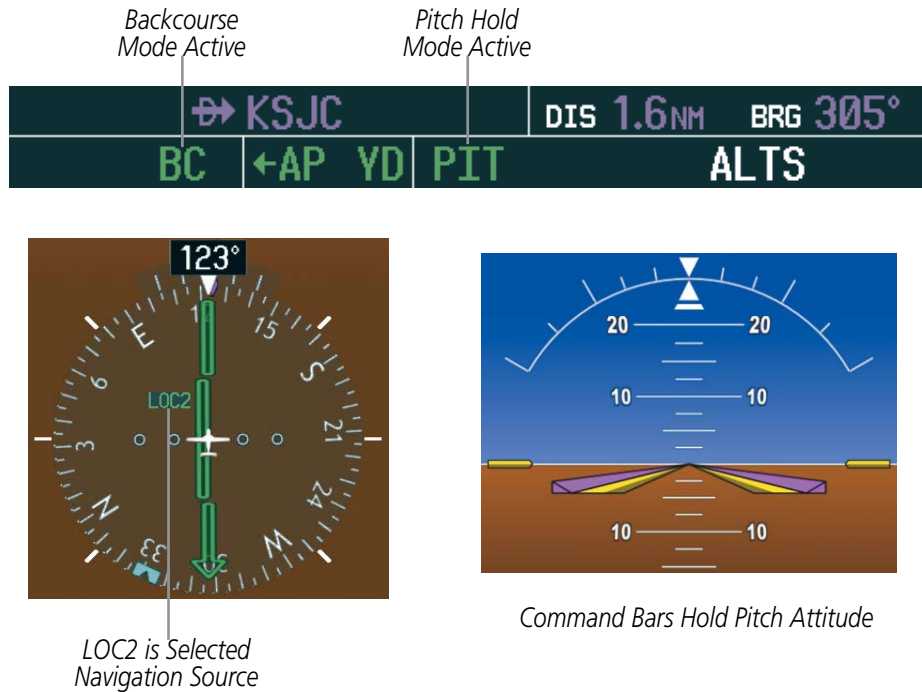 Backcourse
Mode Active
Pitch Hold
Mode Active
KSJC
DIS 1.6NM BRG 305°
BC ←AP YD PIT ALTS
123°
12
15
E
S
6
LOC2
3
21
24
N
W
33
20 20
10 10
10 10
Command Bars Hold Pitch Attitude
LOC2 is Selected
Navigation Source